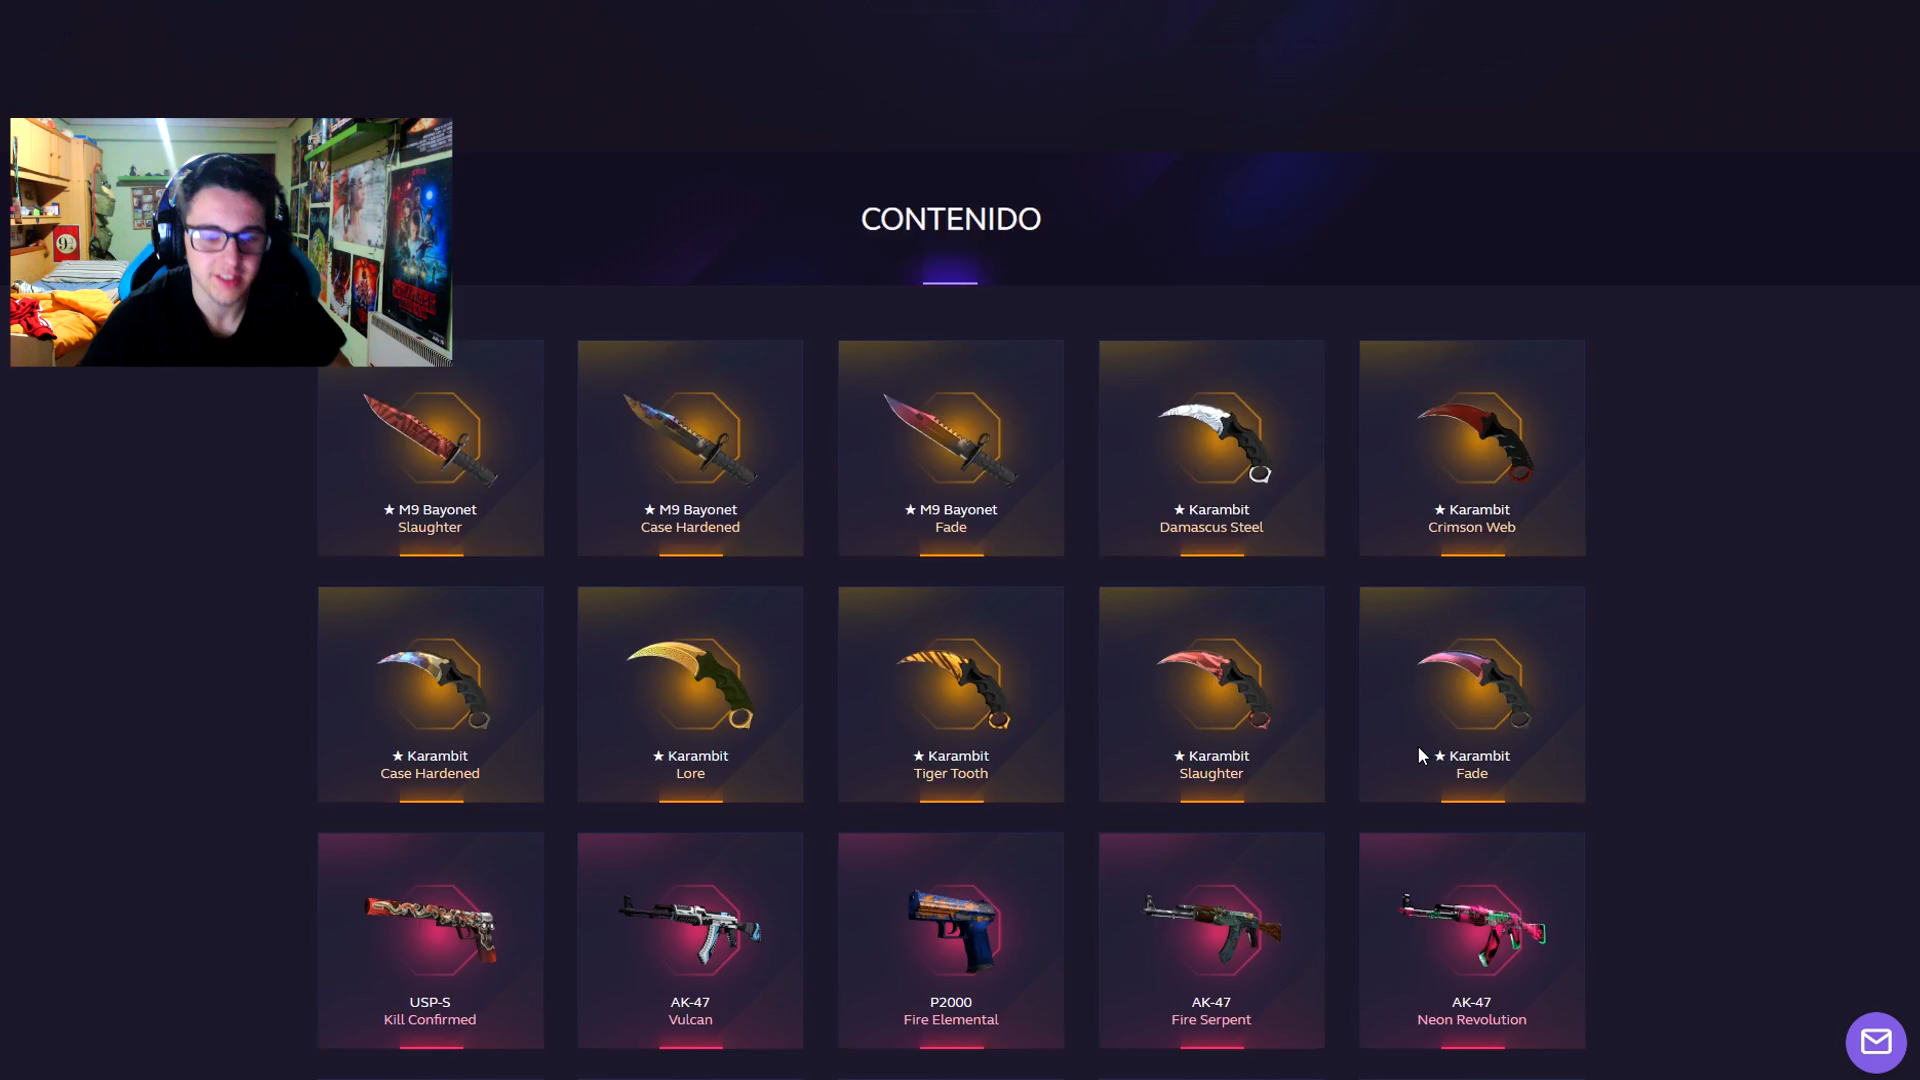 CONTENIDO
★ M9 Bayonet
Slaughter
★ M9 Bayonet
Case Hardened
★ M9 Bayonet
Fade
★ Karambit
Damascus Steel
★ Karambit
Crimson Web
★ Karambit
Case Hardened
★ Karambit
Lore
★ Karambit
Tiger Tooth
★ Karambit
Slaughter
★ Karambit
Fade
USP-S
Kill Confirmed
AK-47
Vulcan
P2000
Fire Elemental
AK-47
Fire Serpent
AK-47
Neon Revolution